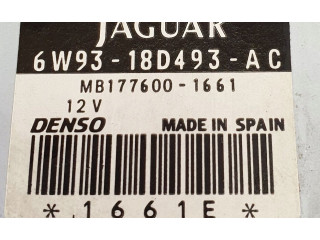 JAGUAR
6W93-18D493-AC
MB177600-1661
12V
DENSO MADE IN SPAIN
*.1661E*